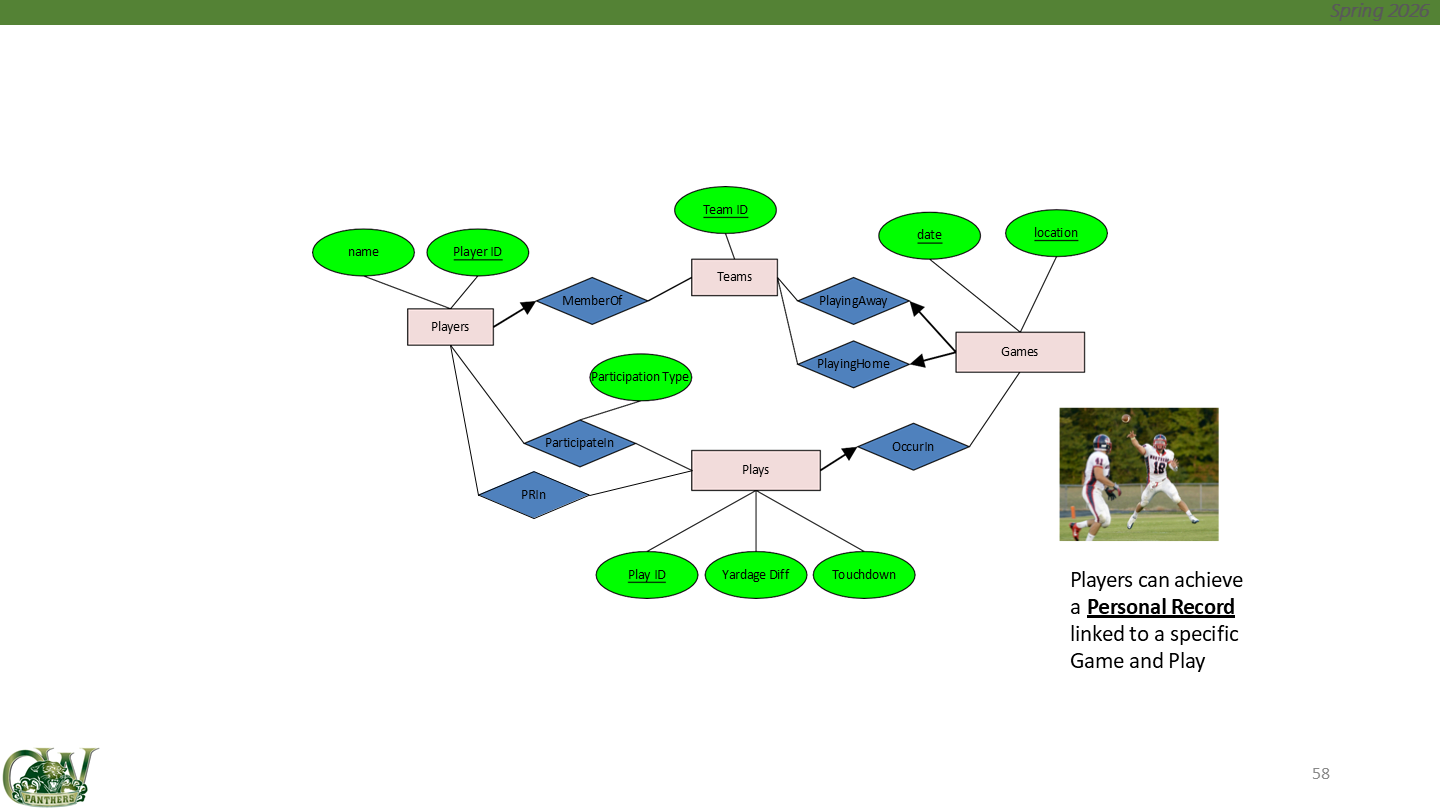 Spring 2026
Team ID
date
location
name
Player ID
Teams
MemberOf
PlayingAway
Players
Games
PlayingHome
Participation Type
ParticipateIn
OccurIn
Plays
PRIn
Play ID
Yardage Diff
Touchdown
Players can achieve
a Personal Record
linked to a specific
Game and Play
OW
PANTHERS
58